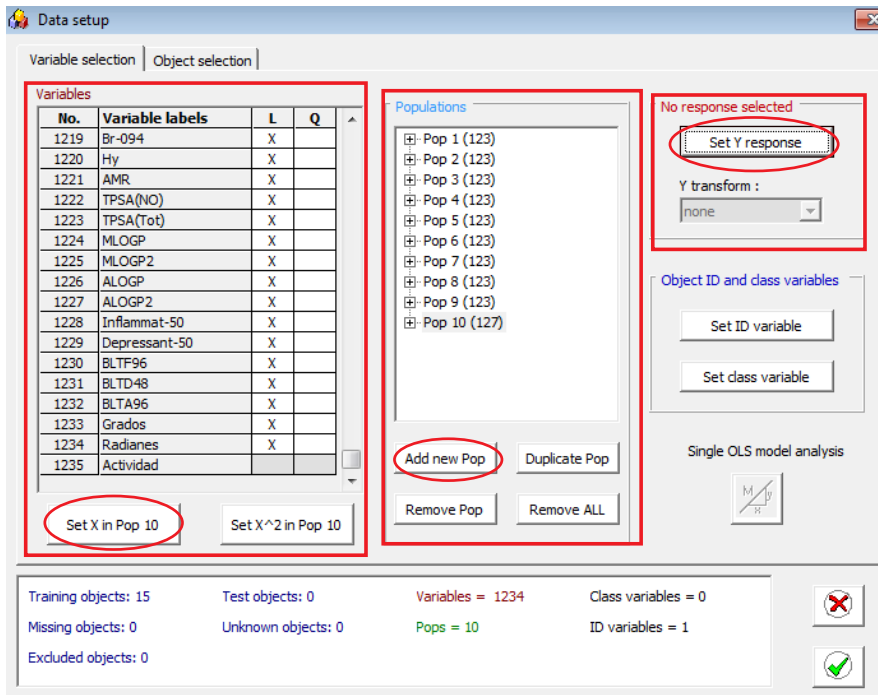 Data setup
Variable selection
Object selection
Variables
No. Variable labels L Q
1219 Br-094 X
1220 Hy X
1221 AMR X
1222 TPSA(NO) X
1223 TPSA(Tot) X
1224 MLOGP X
1225 MLOGP2 X
1226 ALOGP X
1227 ALOGP2 X
1228 Inflammat-50 X
1229 Depressant-50 X
1230 BLTF96 X
1231 BLTD48 X
1232 BLTA96 X
1233 Grados X
1234 Radianes X
1235 Actividad
Set X in Pop 10
Set X^2 in Pop 10
Populations
Pop 1 (123)
Pop 2 (123)
Pop 3 (123)
Pop 4 (123)
Pop 5 (123)
Pop 6 (123)
Pop 7 (123)
Pop 8 (123)
Pop 9 (123)
Pop 10 (127)
Add new Pop
Duplicate Pop
Remove Pop
Remove ALL
No response selected
Set Y response
Y transform :
none
Object ID and class variables
Set ID variable
Set class variable
Single OLS model analysis
M y
x
Training objects: 15
Test objects: 0
Variables = 1234
Class variables = 0
Missing objects: 0
Unknown objects: 0
Pops = 10
ID variables = 1
Excluded objects: 0